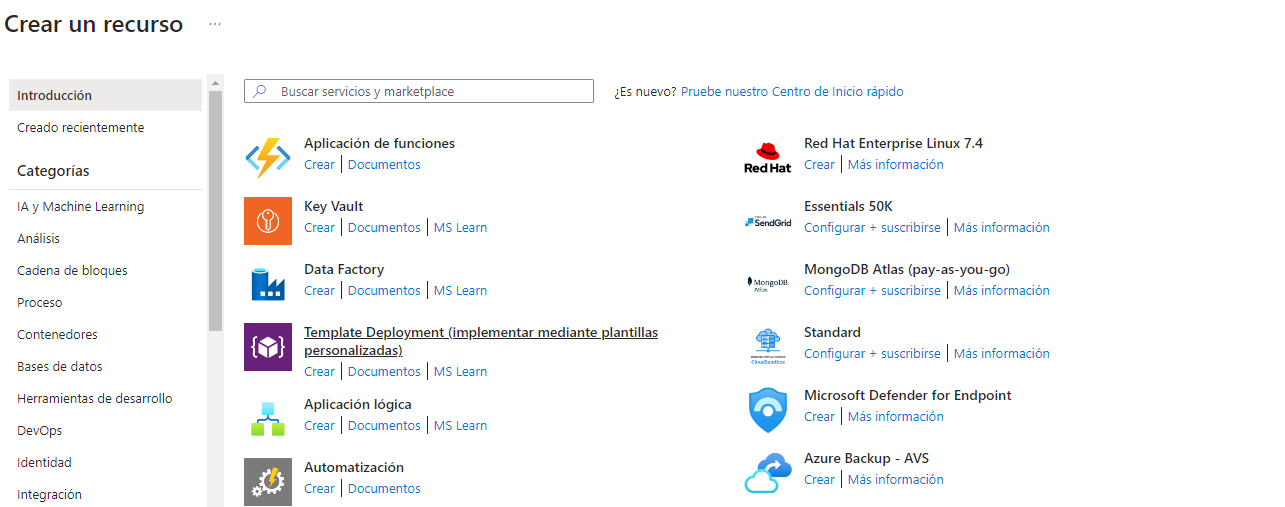 Crear un recurso ...
Introducción
Creado recientemente
Categorías
IA y Machine Learning
Análisis
Cadena de bloques
Proceso
Contenedores
Bases de datos
Herramientas de desarrollo
DevOps
Identidad
Integración
Buscar servicios y marketplace
¿Es nuevo? Pruebe nuestro Centro de Inicio rápido
Aplicación de funciones
Crear | Documentos
Key Vault
Crear | Documentos | MS Learn
Data Factory
Crear | Documentos | MS Learn
Template Deployment (implementar mediante plantillas
personalizadas)
Crear | Documentos | MS Learn
Aplicación lógica
Crear | Documentos | MS Learn
Automatización
Crear | Documentos
Red Hat
Red Hat Enterprise Linux 7.4
Crear | Más información
SendGrid
Essentials 50K
Configurar + suscribirse | Más información
MongoDB.
Atlas
MongoDB Atlas (pay-as-you-go)
Configurar + suscribirse | Más información
CloudSandbox
Standard
Configurar + suscribirse | Más información
Microsoft Defender for Endpoint
Crear | Más información
Azure Backup - AVS
Crear | Más información